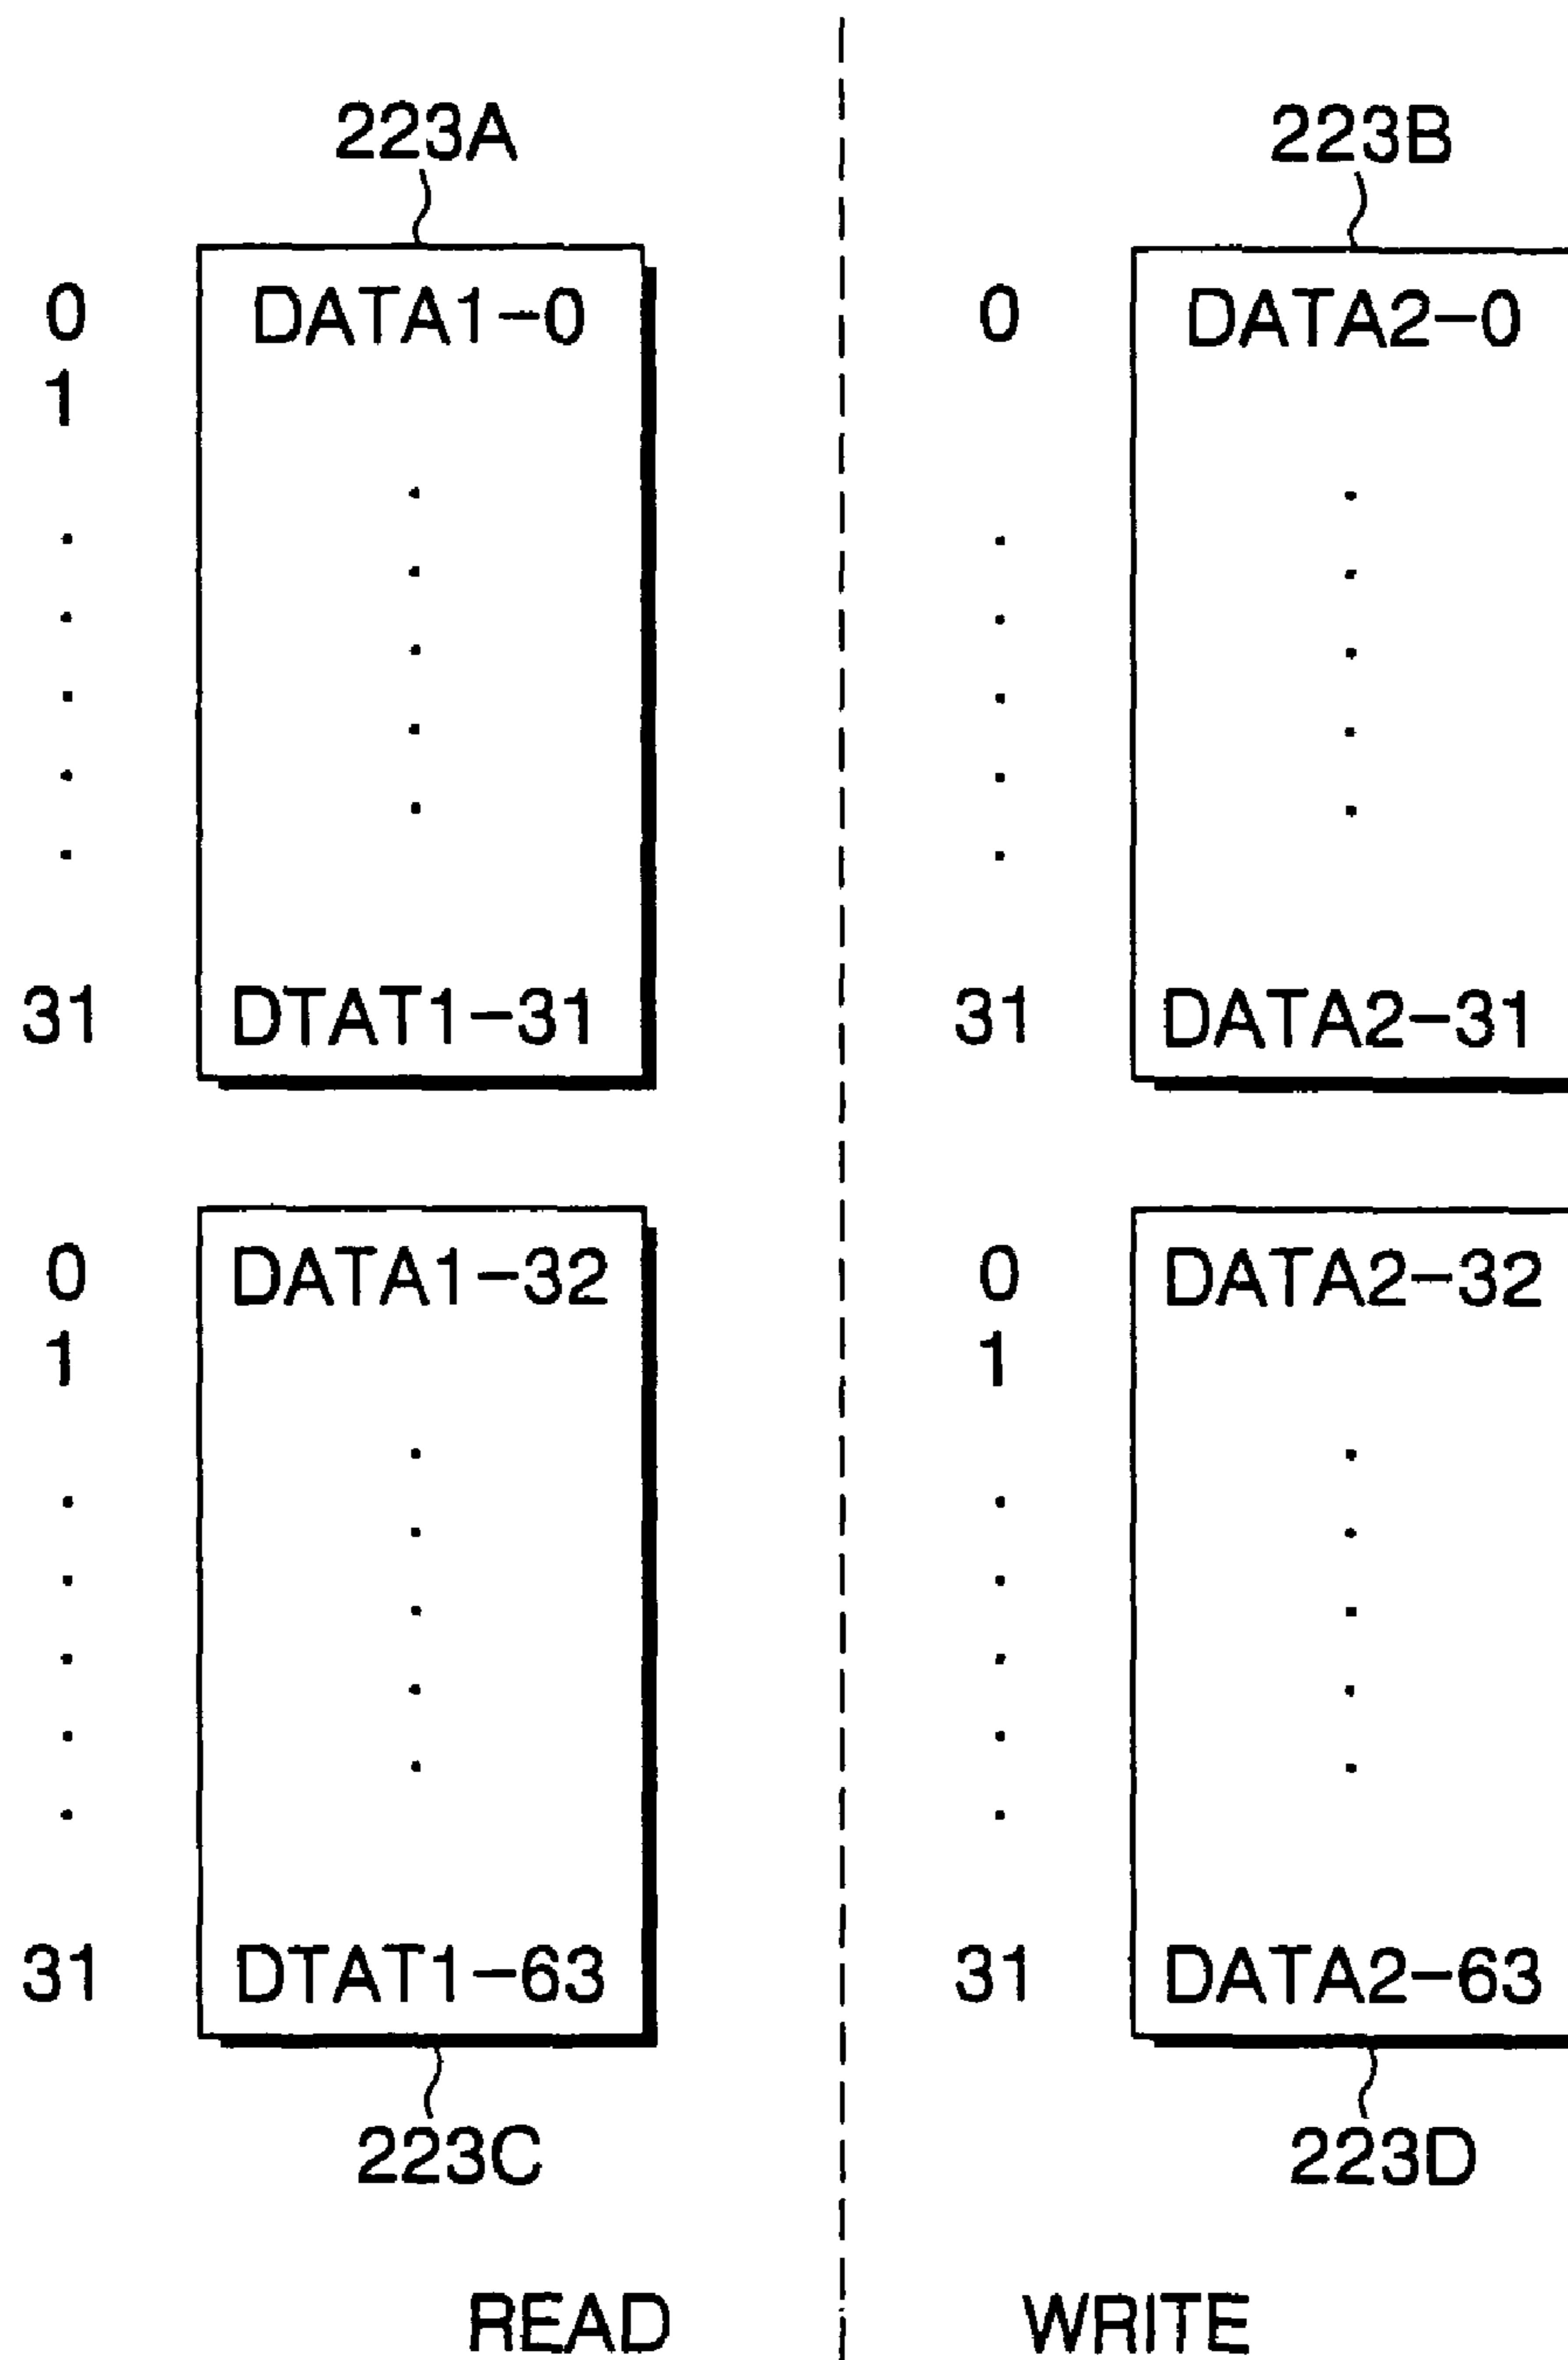 223A 223B
0 DATA1-0 0 DATA2-0
1
31 DTAT1-31 31 DATA2-31
0 DATA1-32 0 DATA2-32
1 1
31 DTAT1-63 31 DATA2-63
223C 223D
READ WRITE